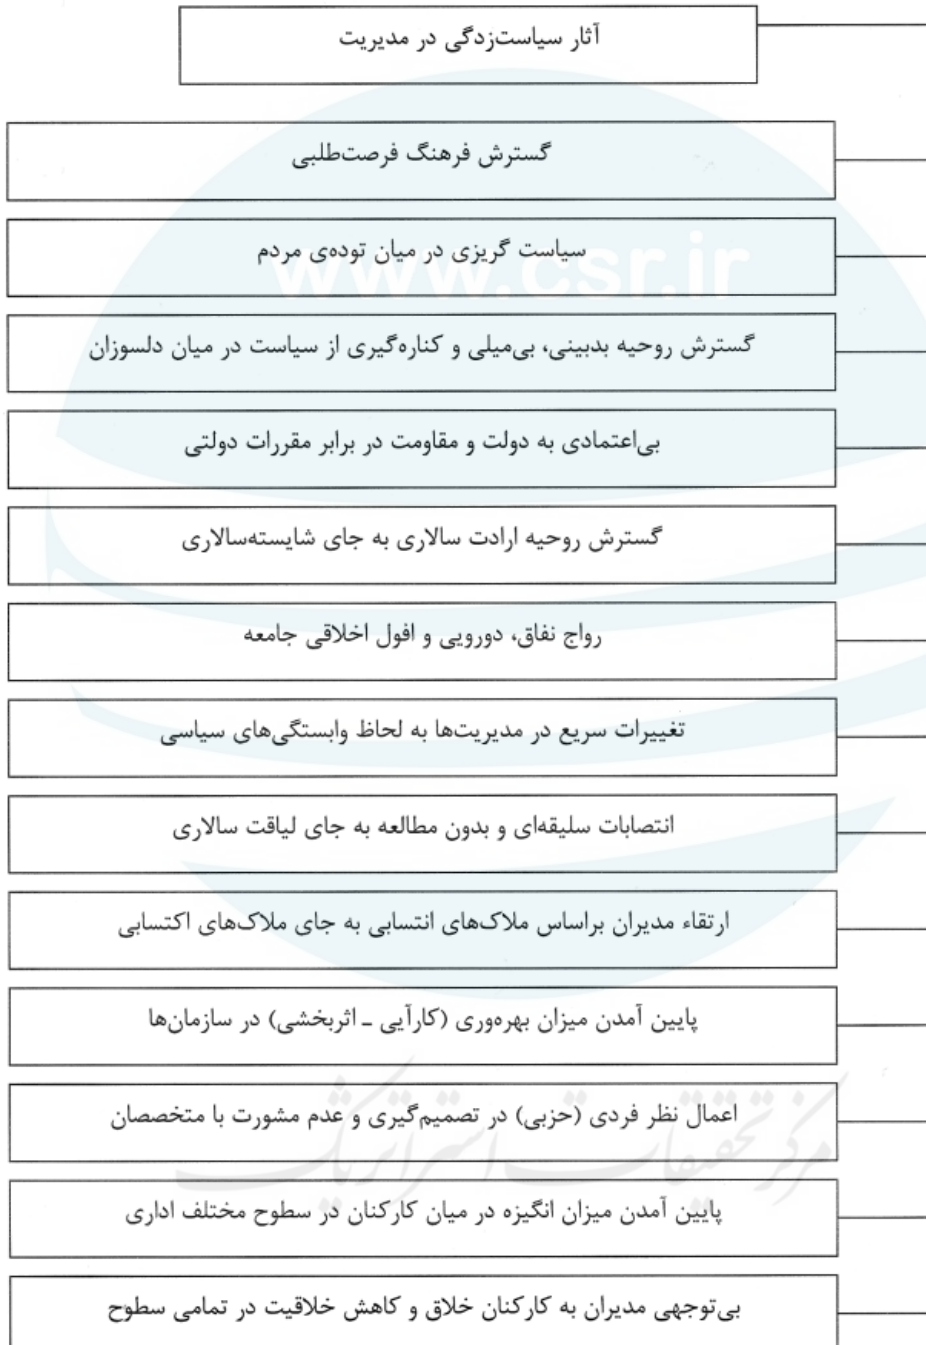 آثار سیاست‌زدگی در مدیریت
گسترش فرهنگ فرصت‌طلبی
سیاست گریزی در میان توده‌ی مردم
www.csr.ir
گسترش روحیه بدبینی، بی‌میلی و کناره‌گیری از سیاست در میان دلسوزان
بی‌اعتمادی به دولت و مقاومت در برابر مقررات دولتی
گسترش روحیه ارادت سالاری به جای شایسته‌سالاری
رواج نفاق، دورویی و افول اخلاقی جامعه
تغییرات سریع در مدیریت‌ها به لحاظ وابستگی‌های سیاسی
انتصابات سلیقه‌ای و بدون مطالعه به جای لیاقت سالاری
ارتقاء مدیران براساس ملاک‌های انتسابی به جای ملاک‌های اکتسابی
پایین آمدن میزان بهره‌وری (کارآیی ـ اثربخشی) در سازمان‌ها
اعمال نظر فردی (حزبی) در تصمیم‌گیری و عدم مشورت با متخصصان
مرکز تحقیقات استراتژیک
پایین آمدن میزان انگیزه در میان کارکنان در سطوح مختلف اداری
بی‌توجهی مدیران به کارکنان خلاق و کاهش خلاقیت در تمامی سطوح